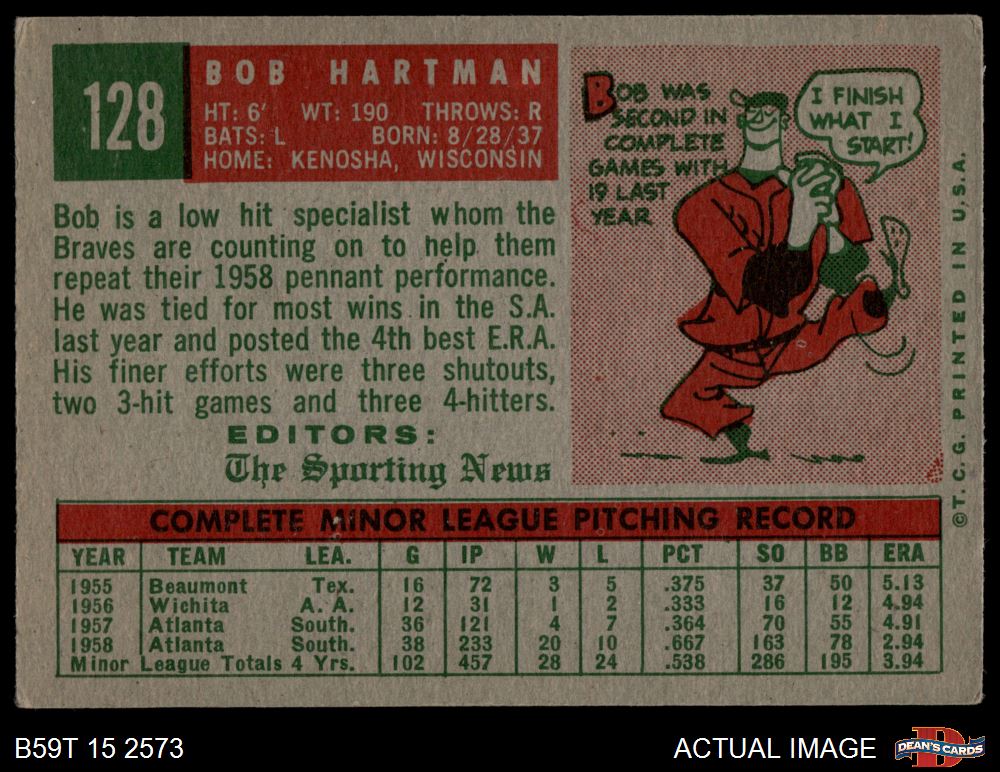 128
BOB HARTMAN
HT: 6' WT: 190 THROWS: R
BATS: L BORN: 8/28/37
HOME: KENOSHA, WISCONSIN
Bob is a low hit specialist whom the
Braves are counting on to help them
repeat their 1958 pennant performance.
He was tied for most wins in the S.A.
last year and posted the 4th best E.R.A.
His finer efforts were three shutouts,
two 3-hit games and three 4-hitters.
EDITORS:
The Sporting News
BOB WAS
SECOND IN
COMPLETE
GAMES WITH
19 LAST
YEAR
I FINISH
WHAT I
START!
©T.C.G. PRINTED IN U.S.A.
COMPLETE MINOR LEAGUE PITCHING RECORD
YEAR TEAM LEA. G IP W L PCT SO BB ERA
1955 Beaumont Tex. 16 72 3 5 .375 37 50 5.13
1956 Wichita A. A. 12 31 1 2 .333 16 12 4.94
1957 Atlanta South. 36 121 4 7 .364 70 55 4.91
1958 Atlanta South. 38 233 20 10 .667 163 78 2.94
Minor League Totals 4 Yrs. 102 457 28 24 .538 286 195 3.94
B59T 15 2573
ACTUAL IMAGE
DEAN'S CARDS